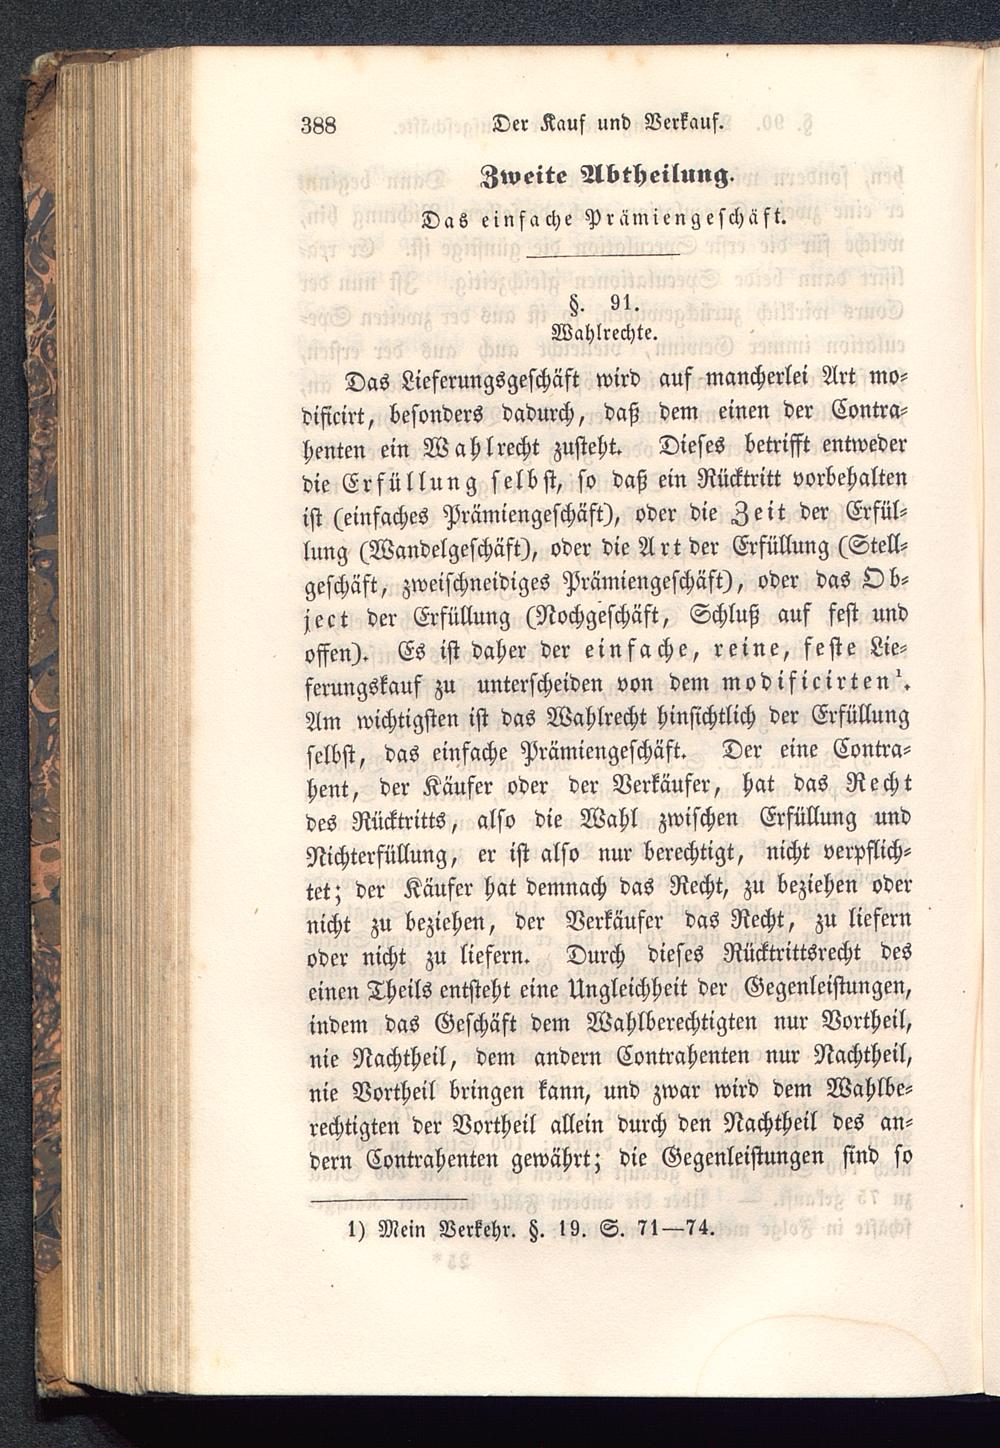 388
Der Kauf und Verkauf.
Zweite Abtheilung.
Das einfache Prämiengeschäft.
§. 91.
Wahlrechte.
Das Lieferungsgeschäft wird auf mancherlei Art mo⸗
dificirt, besonders dadurch, daß dem einen der Contra⸗
henten ein Wahlrecht zusteht. Dieses betrifft entweder
die Erfüllung selbst, so daß ein Rücktritt vorbehalten
ist (einfaches Prämiengeschäft), oder die Zeit der Erfül⸗
lung (Wandelgeschäft), oder die Art der Erfüllung (Stell⸗
geschäft, zweischneidiges Prämiengeschäft), oder das Ob⸗
ject der Erfüllung (Nochgeschäft, Schluß auf fest und
offen). Es ist daher der einfache, reine, feste Lie⸗
ferungskauf zu unterscheiden von dem modificirten¹.
Am wichtigsten ist das Wahlrecht hinsichtlich der Erfüllung
selbst, das einfache Prämiengeschäft. Der eine Contra⸗
hent, der Käufer oder der Verkäufer, hat das Recht
des Rücktritts, also die Wahl zwischen Erfüllung und
Nichterfüllung, er ist also nur berechtigt, nicht verpflich⸗
tet; der Käufer hat demnach das Recht, zu beziehen oder
nicht zu beziehen, der Verkäufer das Recht, zu liefern
oder nicht zu liefern. Durch dieses Rücktrittsrecht des
einen Theils entsteht eine Ungleichheit der Gegenleistungen,
indem das Geschäft dem Wahlberechtigten nur Vortheil,
nie Nachtheil, dem andern Contrahenten nur Nachtheil,
nie Vortheil bringen kann, und zwar wird dem Wahlbe⸗
rechtigten der Vortheil allein durch den Nachtheil des an⸗
dern Contrahenten gewährt; die Gegenleistungen sind so
1) Mein Verkehr. §. 19. S. 71—74.